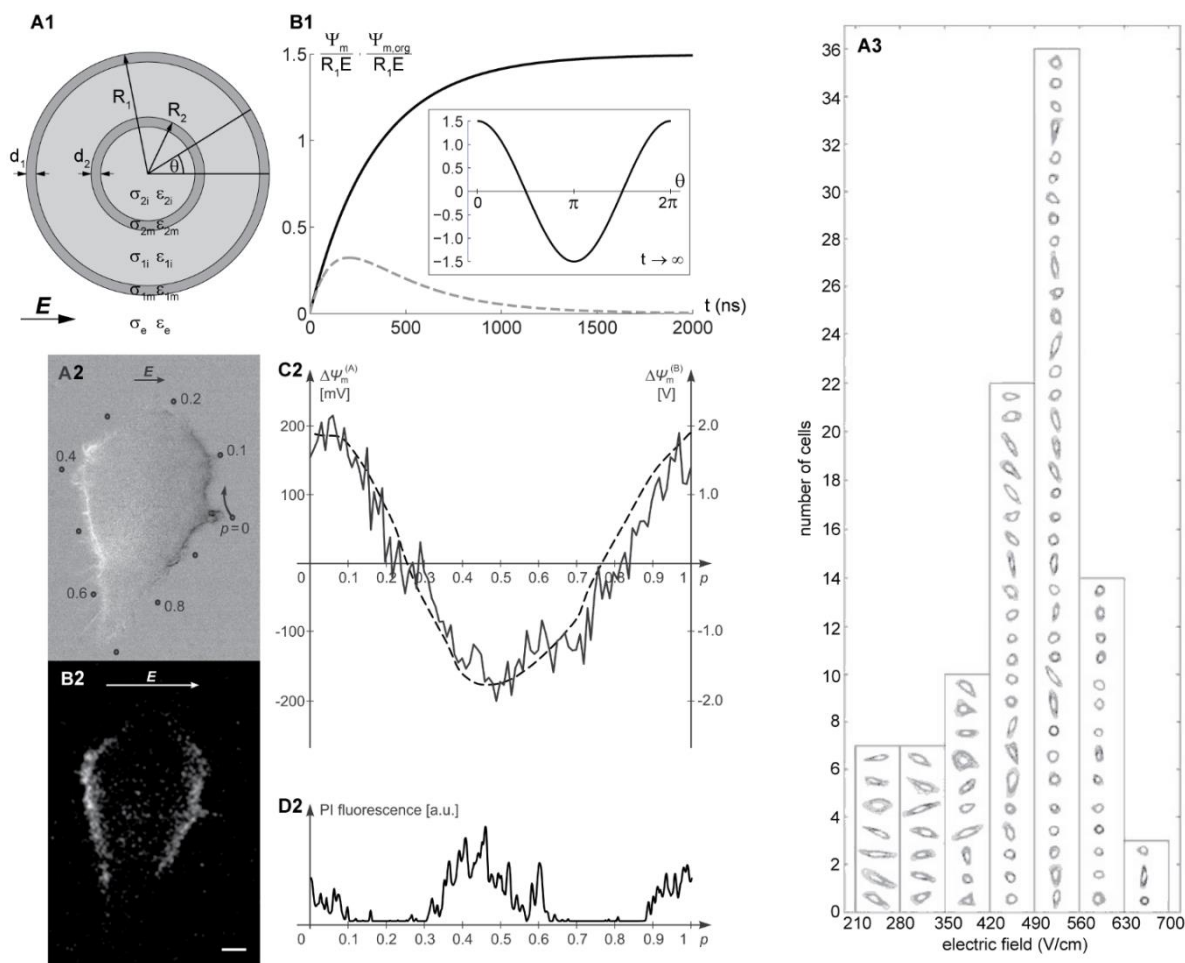 A1
R₁
R₂
d₁
d₂
θ
σ₂ᵢ ε₂ᵢ
σ₂ₘ ε₂ₘ
σ₁ᵢ ε₁ᵢ
σ₁ₘ ε₁ₘ
σₑ εₑ
E
B1
Ψₘ/R₁E . Ψₘ,org/R₁E
1.5
1
0.5
0
0 500 1000 1500 2000
t (ns)
1.5
1.0
0.5
0
−0.5
−1.0
−1.5
0 π 2π
θ
t → ∞
A2
E
0.2
0.1
p=0
0.4
0.6
0.8
B2
E
C2
ΔΨₘ⁽ᴬ⁾
[mV]
200
100
-100
-200
ΔΨₘ⁽ᴮ⁾
[V]
2.0
1.0
-1.0
-2.0
0 0.1 0.2 0.3 0.4 0.5 0.6 0.7 0.8 0.9 1 p
D2 PI fluorescence [a.u.]
0 0.1 0.2 0.3 0.4 0.5 0.6 0.7 0.8 0.9 1 p
A3
number of cells
36
34
32
30
28
26
24
22
20
18
16
14
12
10
8
6
4
2
0
210 280 350 420 490 560 630 700
electric field (V/cm)